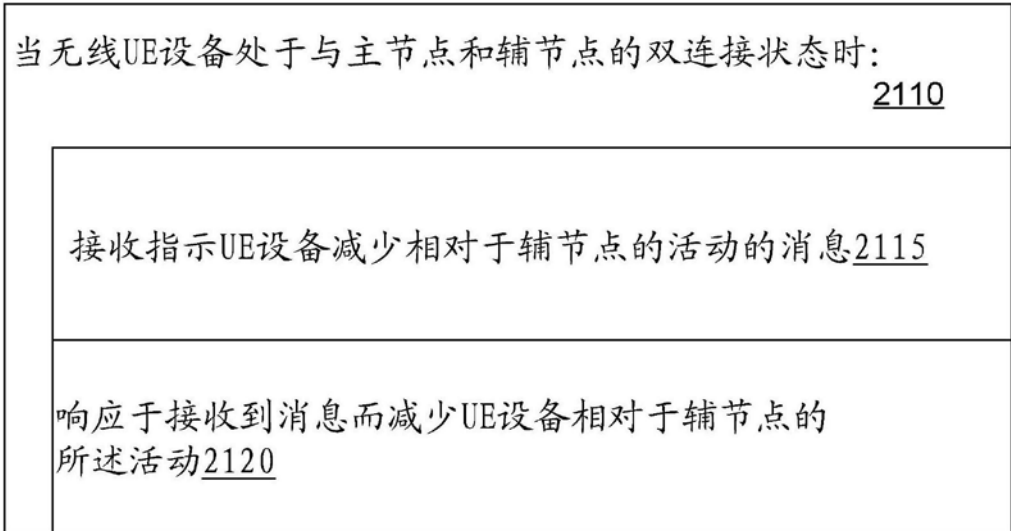 当无线UE设备处于与主节点和辅节点的双连接状态时:
2110
接收指示UE设备减少相对于辅节点的活动的消息2115
响应于接收到消息而减少UE设备相对于辅节点的
所述活动2120